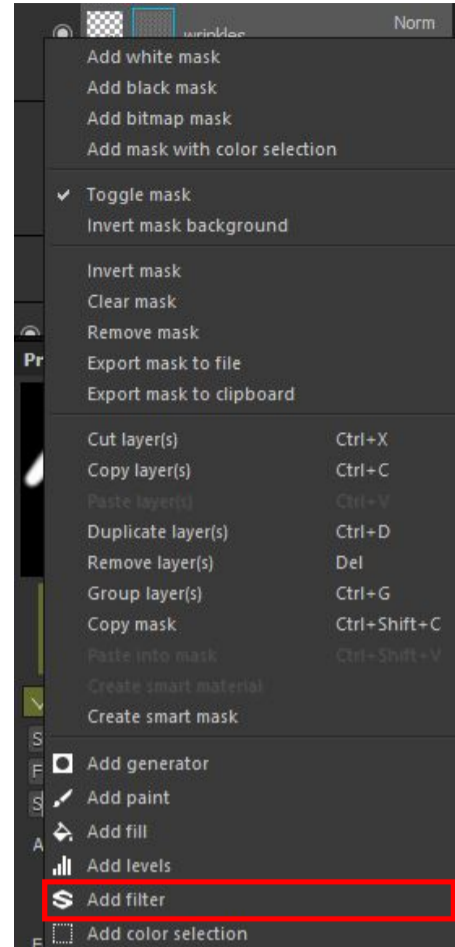 wrinkles Norm
Add white mask
Add black mask
Add bitmap mask
Add mask with color selection
Toggle mask
Invert mask background
Invert mask
Clear mask
Remove mask
Pr Export mask to file
Export mask to clipboard
Cut layer(s) Ctrl+X
Copy layer(s) Ctrl+C
Paste layer(s) Ctrl+V
Duplicate layer(s) Ctrl+D
Remove layer(s) Del
Group layer(s) Ctrl+G
Copy mask Ctrl+Shift+C
Paste into mask Ctrl+Shift+V
Create smart material
Create smart mask
S
Add generator
F
Add paint
S
Add fill
A
Add levels
Add filter
Add color selection